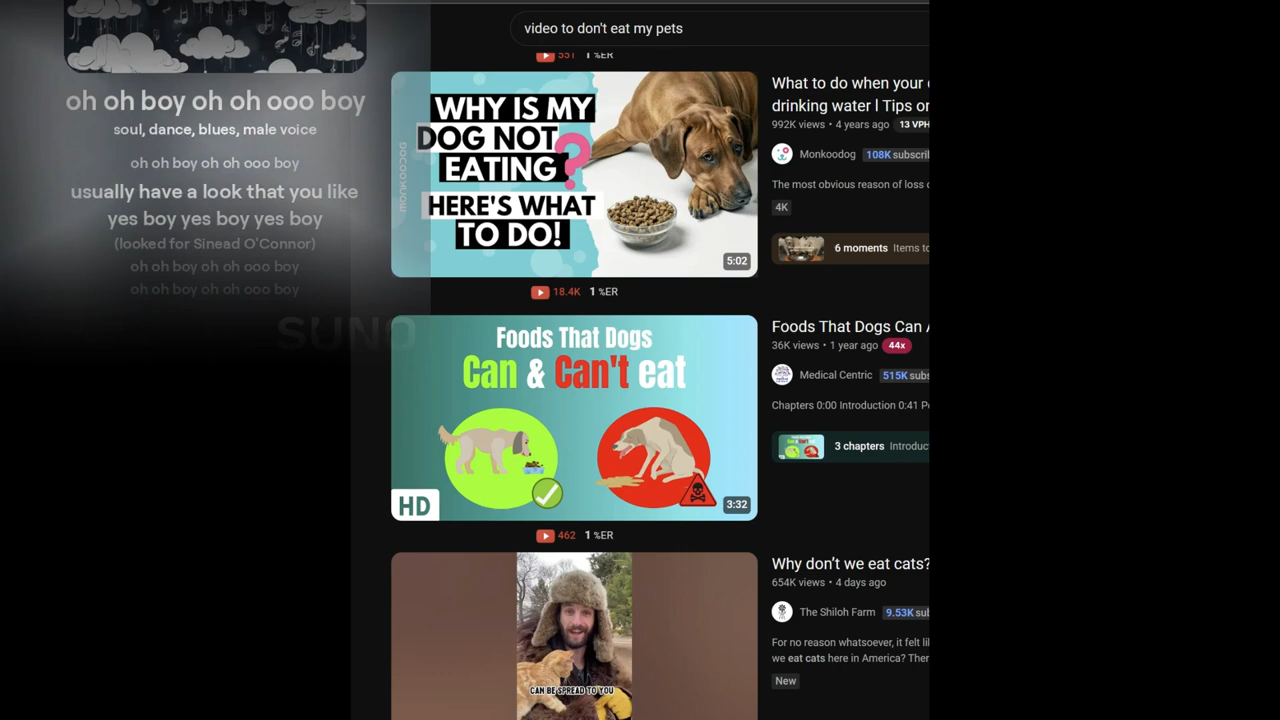 oh oh boy oh oh ooo boy
soul, dance, blues, male voice
oh oh boy oh oh ooo boy
usually have a look that you like
yes boy yes boy yes boy
(looked for Sinead O'Connor)
oh oh boy oh oh ooo boy
oh oh boy oh oh ooo boy
SUNO
video to don't eat my pets
551 1 %ER
MONKOODOG
WHY IS MY
DOG NOT
EATING?
HERE'S WHAT
TO DO!
5:02
What to do when your
drinking water l Tips
992K views • 4 years ago 13 VPH
Monkoodog 108K
The most obvious reason of loss
4K
6 moments Items
18.4K 1 %ER
Foods That Dogs
Can & Can't eat
HD
3:32
Foods That Dogs Can
36K views • 1 year ago 44x
Medical Centric 515K
Chapters 0:00 Introduction 0:41
3 chapters
462 1 %ER
CAN BE SPREAD TO YOU
Why don’t we eat cats?
654K views • 4 days ago
The Shiloh Farm 9.53K
For no reason whatsoever, it felt
we eat cats here in America?
New